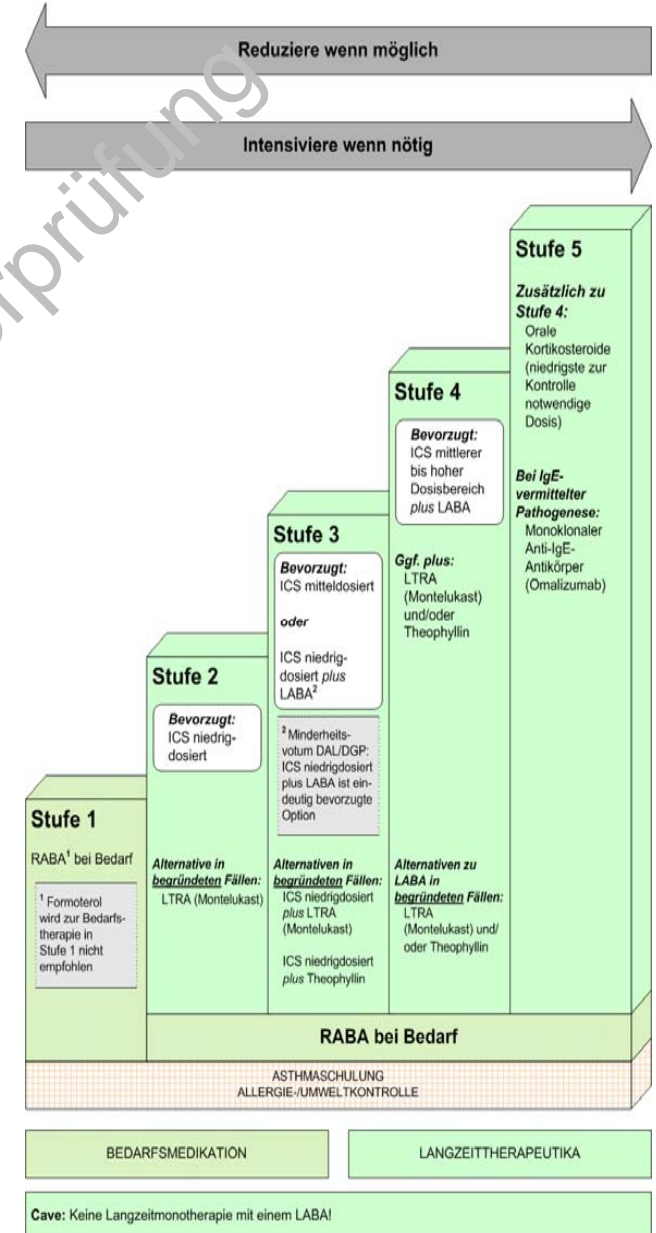 Reduziere wenn möglich
Intensiviere wenn nötig
Stufe 1
RABA¹ bei Bedarf
¹ Formoterol
wird zur Bedarfs-
therapie in
Stufe 1 nicht
empfohlen
Stufe 2
Bevorzugt:
ICS niedrig-
dosiert
Alternative in
begründeten Fällen:
LTRA (Montelukast)
Stufe 3
Bevorzugt:
ICS mitteldosiert
oder
ICS niedrig-
dosiert plus
LABA²
² Minderheits-
votum DAL/DGP:
ICS niedrigdosiert
plus LABA ist ein-
deutig bevorzugte
Option
Alternativen in
begründeten Fällen:
ICS niedrigdosiert
plus LTRA
(Montelukast)
ICS niedrigdosiert
plus Theophyllin
Stufe 4
Bevorzugt:
ICS mittlerer
bis hoher
Dosisbereich
plus LABA
Ggf. plus:
LTRA
(Montelukast)
und/oder
Theophyllin
Alternativen zu
LABA in
begründeten Fällen:
LTRA
(Montelukast) und/
oder Theophyllin
Stufe 5
Zusätzlich zu
Stufe 4:
Orale
Kortikosteroide
(niedrigste zur
Kontrolle
notwendige
Dosis)
Bei IgE-
vermittelter
Pathogenese:
Monoklonaler
Anti-IgE-
Antikörper
(Omalizumab)
RABA bei Bedarf
ASTHMASCHULUNG
ALLERGIE-/UMWELTKONTROLLE
BEDARFSMEDIKATION
LANGZEITTHERAPEUTIKA
Cave: Keine Langzeitmonotherapie mit einem LABA!